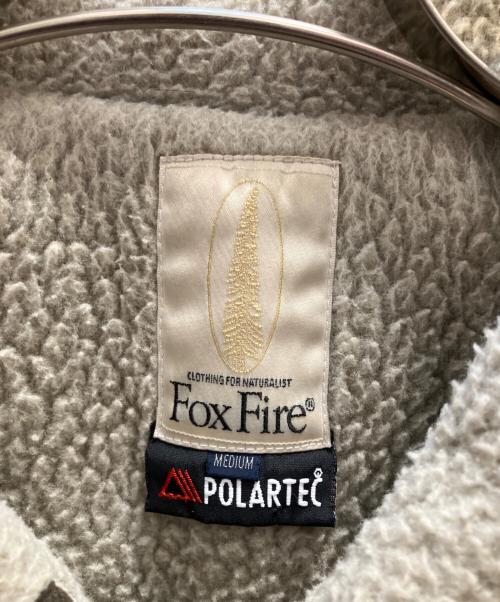 CLOTHING FOR NATURALIST
Fox Fire®
MEDIUM
POLARTEC®